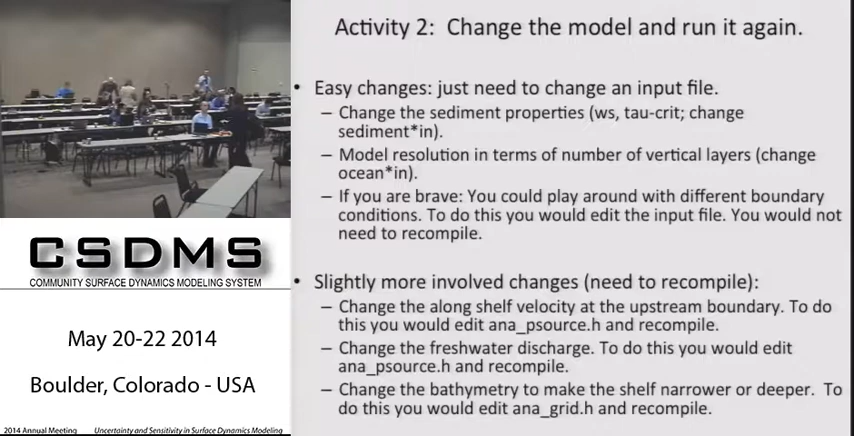 Activity 2: Change the model and run it again.
• Easy changes: just need to change an input file.
– Change the sediment properties (ws, tau-crit; change
sediment*in).
– Model resolution in terms of number of vertical layers (change
ocean*in).
– If you are brave: You could play around with different boundary
conditions. To do this you would edit the input file. You would not
need to recompile.
• Slightly more involved changes (need to recompile):
– Change the along shelf velocity at the upstream boundary. To do
this you would edit ana_psource.h and recompile.
– Change the freshwater discharge. To do this you would edit
ana_psource.h and recompile.
– Change the bathymetry to make the shelf narrower or deeper. To
do this you would edit ana_grid.h and recompile.
CSDMS
COMMUNITY SURFACE DYNAMICS MODELING SYSTEM
May 20-22 2014
Boulder, Colorado - USA
2014 Annual Meeting Uncertainty and Sensitivity in Surface Dynamics Modeling